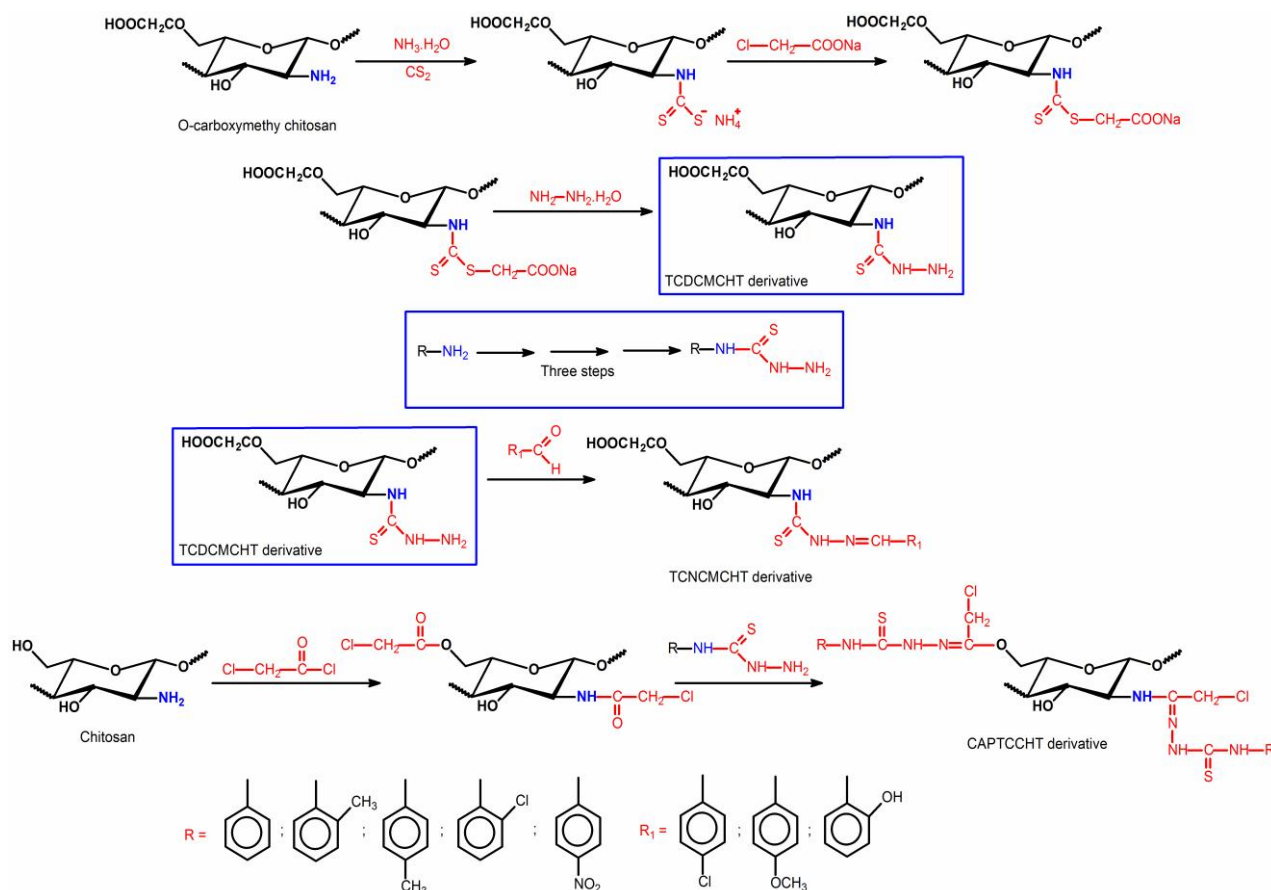 HOOCH₂CO O O NH₃.H₂O HOOCH₂CO O O Cl—CH₂—COONa HOOCH₂CO O O
HO NH₂ CS₂ HO NH HO NH
O-carboxymethy chitosan S C S⁻ NH₄⁺ S C S—CH₂—COONa
HOOCH₂CO O O NH₂—NH₂.H₂O HOOCH₂CO O O
HO NH HO NH
S C S—CH₂—COONa S C NH—NH₂
TCDCMCHT derivative
R—NH₂ R—NH—C S NH—NH₂
Three steps
HOOCH₂CO O O R₁—C O H HOOCH₂CO O O
HO NH HO NH
S C NH—NH₂ S C NH—N=CH R₁
TCDCMCHT derivative
TCNCMCHT derivative
HO O O Cl—CH₂ C O Cl Cl—CH₂—C O O O O R—NH—C S NH—NH₂ R—NH—C S NH—N=C CH₂ Cl O O O
HO NH₂ HO NH—C O CH₂—Cl HO NH—C CH₂—Cl
N
NH—C—NH—R
S
Chitosan
CAPTCCHT derivative
R = ; CH₃ ; CH₃ ; Cl ; NO₂ R₁ = Cl ; OCH₃ ; OH